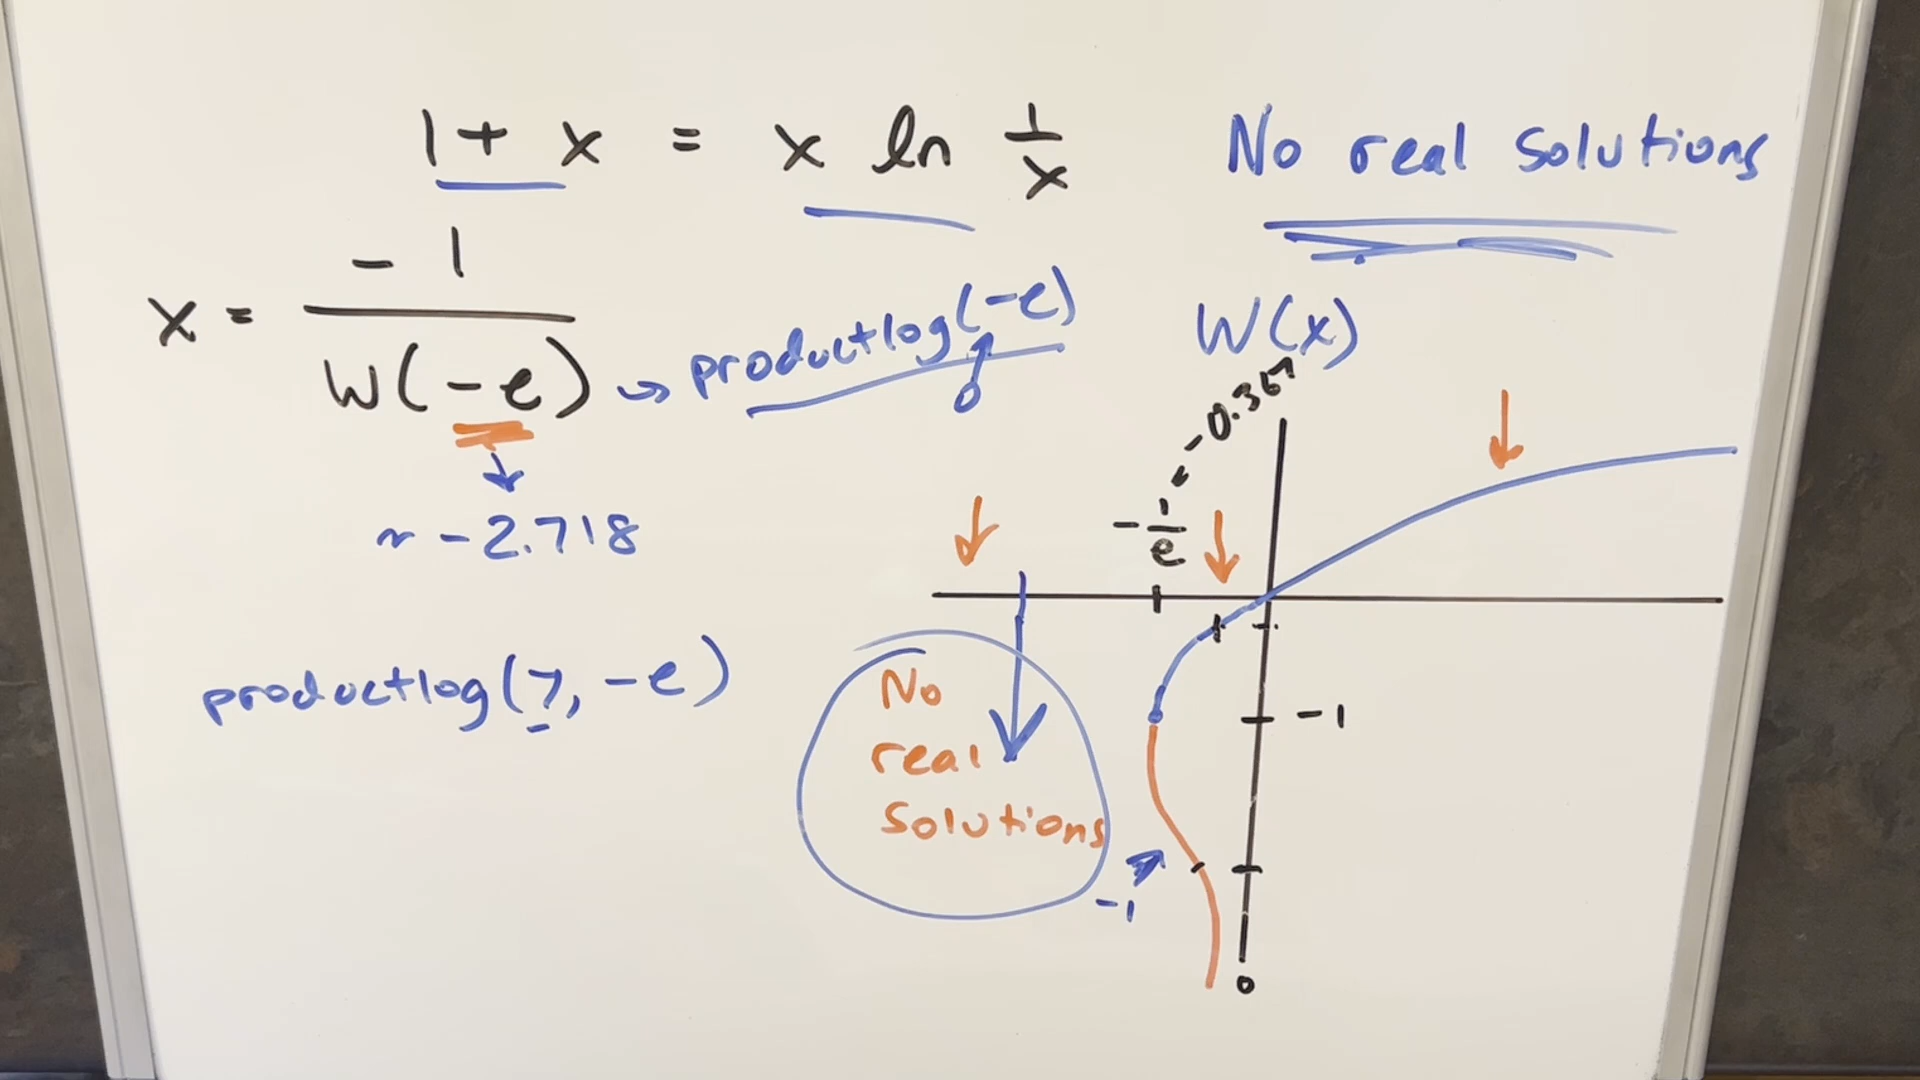 1 + x = x ln 1/x
No real solutions
x = -1/W(-e) → productlog(-e)
0
~ -2.718
productlog(7, -e)
W(x)
-0.367
-1/e
-1
No
real
Solutions
-1
0